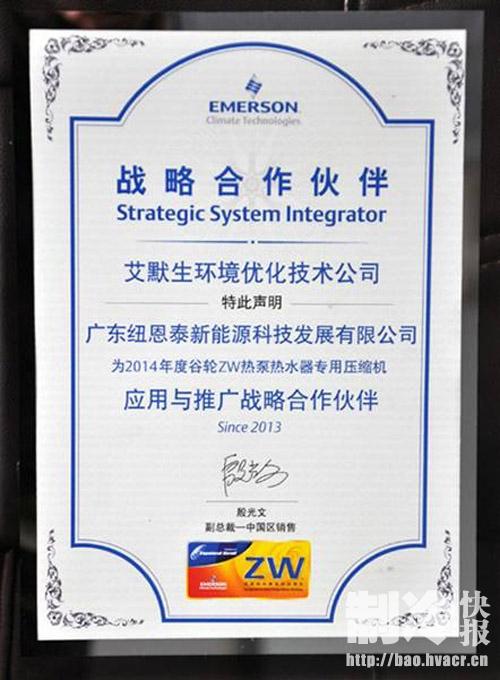 EMERSON
Climate Technologies
战略合作伙伴
Strategic System Integrator
艾默生环境优化技术公司
特此声明
广东纽恩泰新能源科技发展有限公司
为2014年度谷轮ZW热泵热水器专用压缩机
应用与推广战略合作伙伴
Since 2013
殷光文
副总裁—中国区销售
EMERSON
ZW
制冷快报
http://bao.hvacr.cn